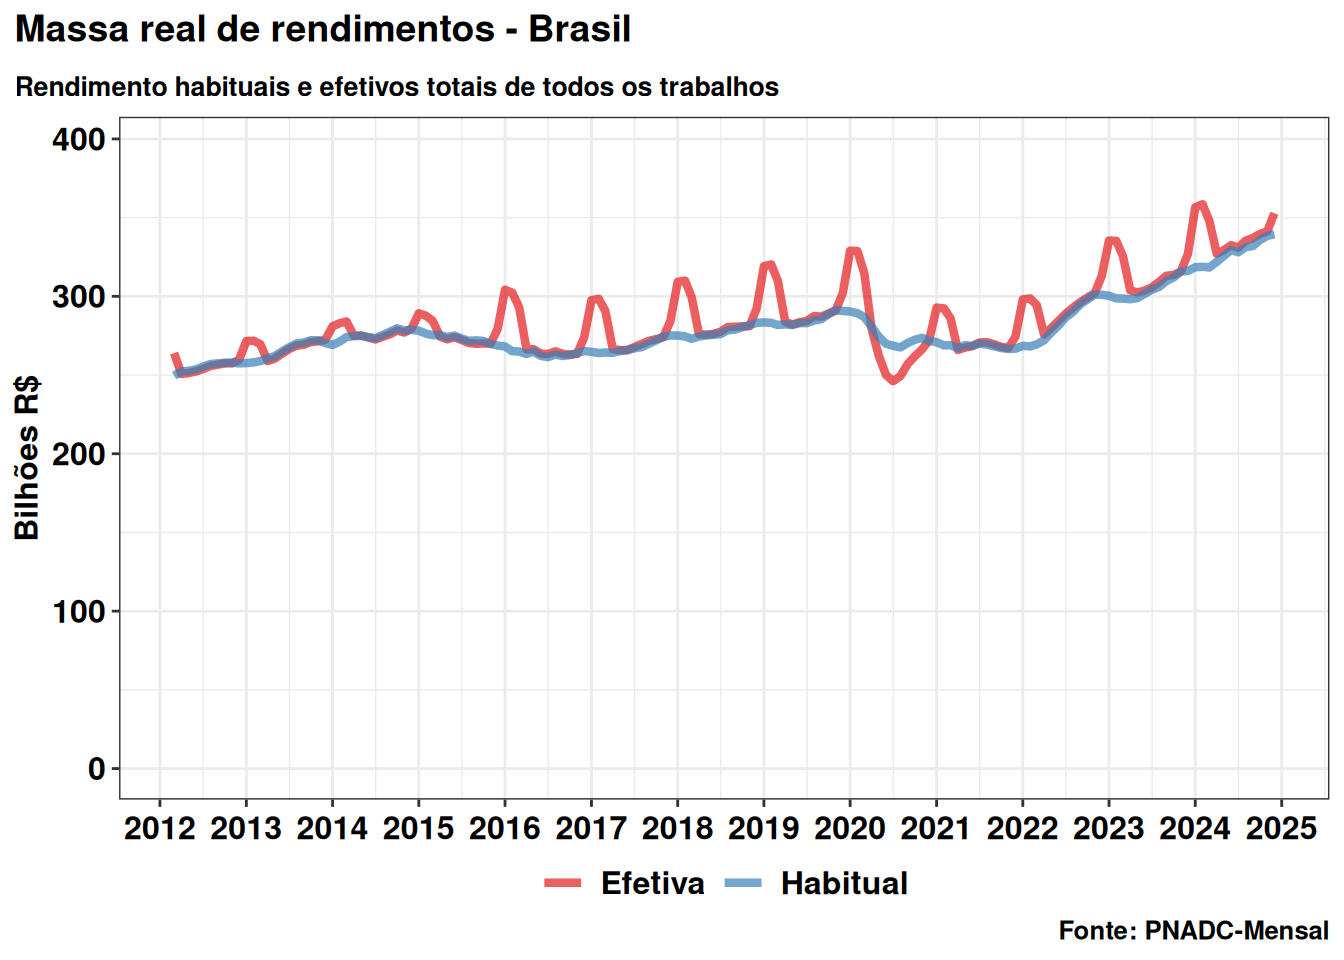 Massa real de rendimentos - Brasil
Rendimento habituais e efetivos totais de todos os trabalhos
Bilhões R$
400
300
200
100
0
2012 2013 2014 2015 2016 2017 2018 2019 2020 2021 2022 2023 2024 2025
Efetiva Habitual
Fonte: PNADC-Mensal